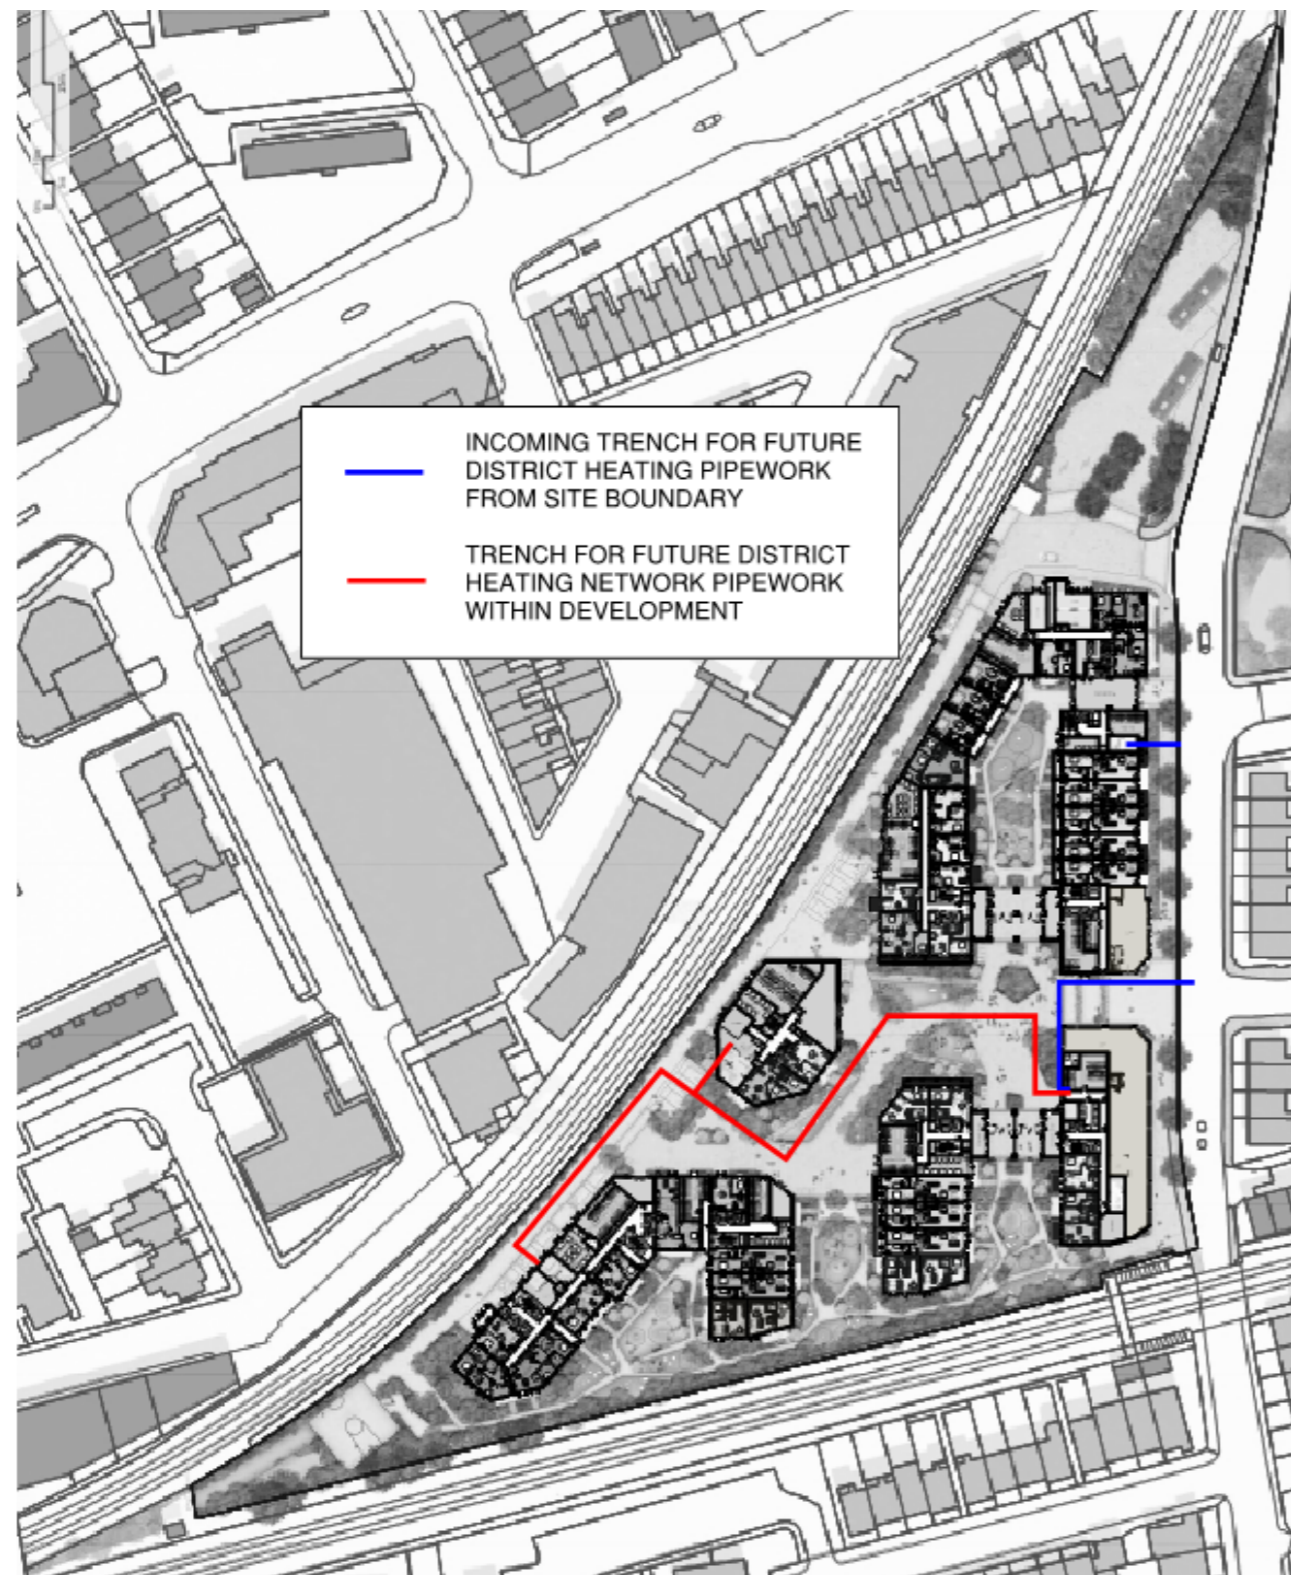 INCOMING TRENCH FOR FUTURE
DISTRICT HEATING PIPEWORK
FROM SITE BOUNDARY
TRENCH FOR FUTURE DISTRICT
HEATING NETWORK PIPEWORK
WITHIN DEVELOPMENT